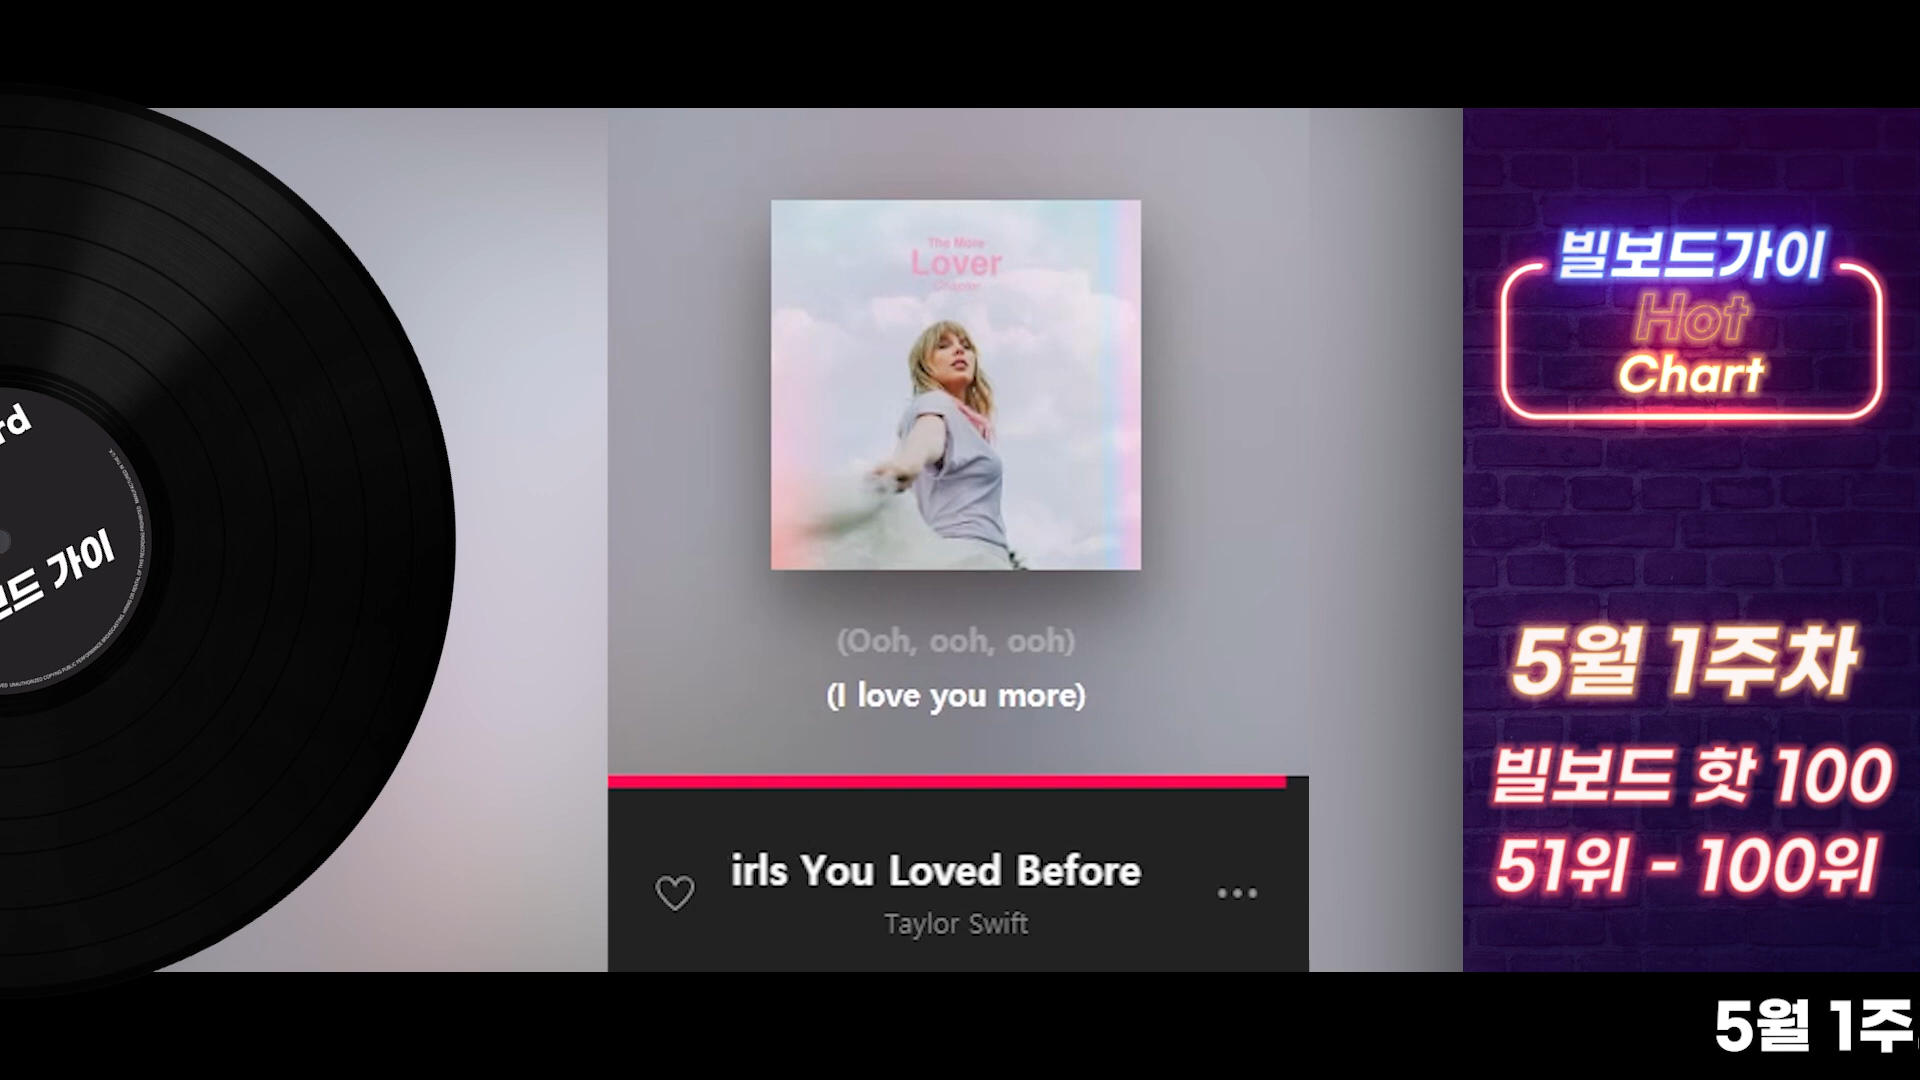 rd
보드 가이
The More
Lover
Chapter
(Ooh, ooh, ooh)
(I love you more)
irls You Loved Before
Taylor Swift
빌보드가이
Hot
Chart
5월 1주차
빌보드 핫 100
51위 - 100위
5월 1주